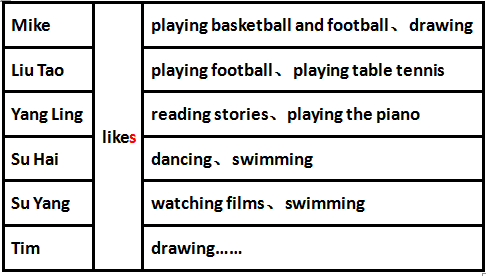 Mike playing basketball and football、drawing
Liu Tao playing football、playing table tennis
Yang Ling reading stories、playing the piano
likes
Su Hai dancing、swimming
Su Yang watching films、swimming
Tim drawing……